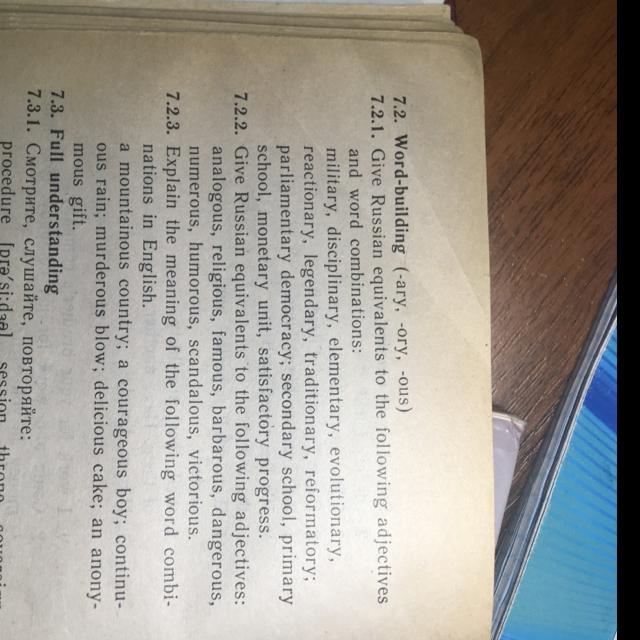 7.2. Word-building (-ary, -ory, -ous)
7.2.1. Give Russian equivalents to the following adjectives
and word combinations:
military, disciplinary, elementary, evolutionary,
reactionary, legendary, traditionary, reformatory;
parliamentary democracy; secondary school, primary
school, monetary unit, satisfactory progress.
7.2.2. Give Russian equivalents to the following adjectives:
analogous, religious, famous, barbarous, dangerous,
numerous, humorous, scandalous, victorious.
7.2.3. Explain the meaning of the following word combi-
nations in English.
a mountainous country; a courageous boy; continu-
ous rain; murderous blow; delicious cake; an anony-
mous gift.
7.3. Full understanding
7.3.1. Смотрите, слушайте, повторяйте:
procedure session throne